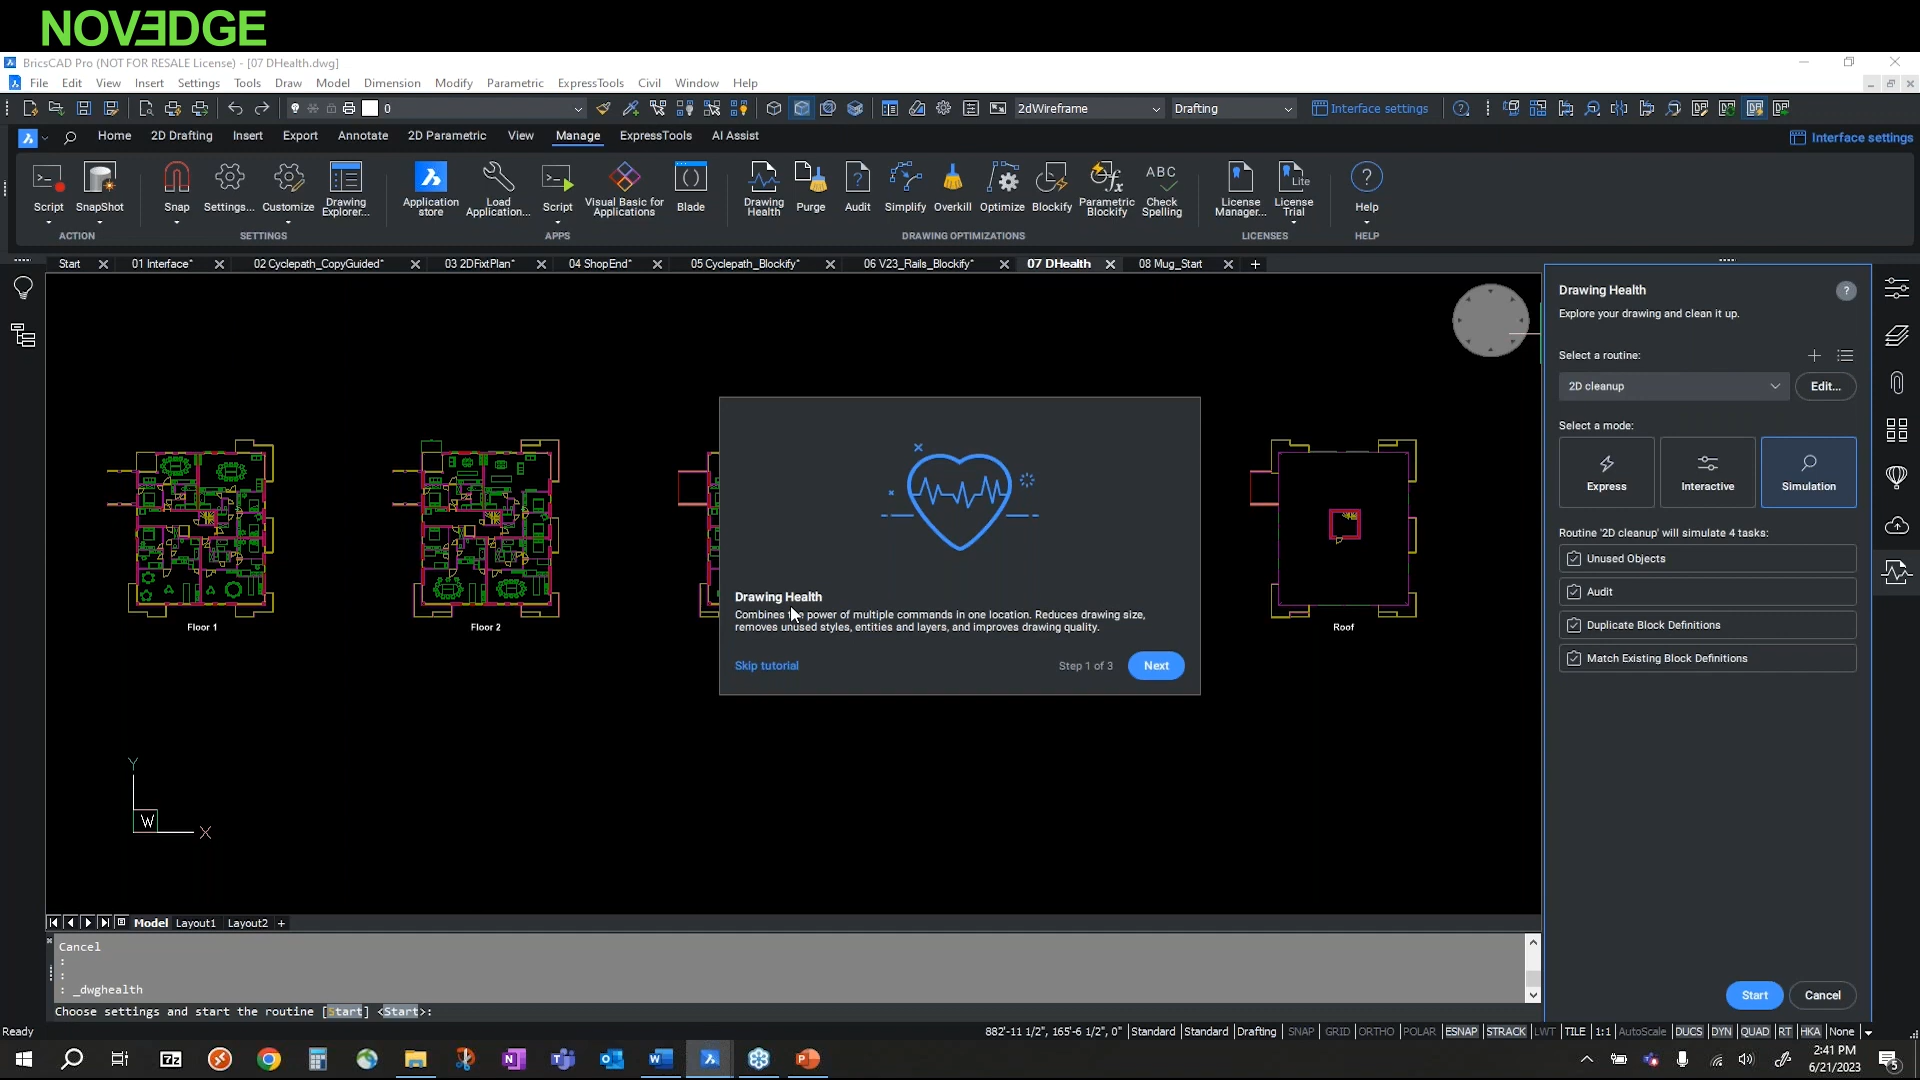 NOVEDGE
BricsCAD Pro (NOT FOR RESALE License) - [07 DHealth.dwg]
File Edit View Insert Settings Tools Draw Model Dimension Modify Parametric ExpressTools Civil Window Help
0 2dWireframe Drafting Interface settings
Home 2D Drafting Insert Export Annotate 2D Parametric View Manage ExpressTools AI Assist Interface settings
Script SnapShot Snap Settings... Customize Drawing Explorer... Application store Load Application... Script Visual Basic for Applications Blade Drawing Health Purge Audit Simplify Overkill Optimize Blockify Parametric Blockify ABC Check Spelling License Manager... Lite License Trial Help
ACTION SETTINGS APPS DRAWING OPTIMIZATIONS LICENSES HELP
Start 01 Interface* 02 Cyclepath_CopyGuided* 03 2DFixtPlan* 04 ShopEnd* 05 Cyclepath_Blockify* 06 V23_Rails_Blockify* 07 DHealth 08 Mug_Start
Drawing Health
Explore your drawing and clean it up.
Select a routine:
2D cleanup Edit...
Select a mode:
Express Interactive Simulation
Routine '2D cleanup' will simulate 4 tasks:
Unused Objects
Audit
Duplicate Block Definitions
Match Existing Block Definitions
Start Cancel
Drawing Health
Combines power of multiple commands in one location. Reduces drawing size,
removes unused styles, entities and layers, and improves drawing quality.
Skip tutorial Step 1 of 3 Next
Floor 1 Floor 2 Roof
Y
W X
Model Layout1 Layout2 +
Cancel
:
:
: _dwghealth
Choose settings and start the routine [Start] <Start>:
Ready 882'-11 1/2", 165'-6 1/2", 0" Standard Standard Drafting SNAP GRID ORTHO POLAR ESNAP STRACK LWT TILE 1:1 AutoScale DUCS DYN QUAD RT HKA None
2:41 PM
6/21/2023
5